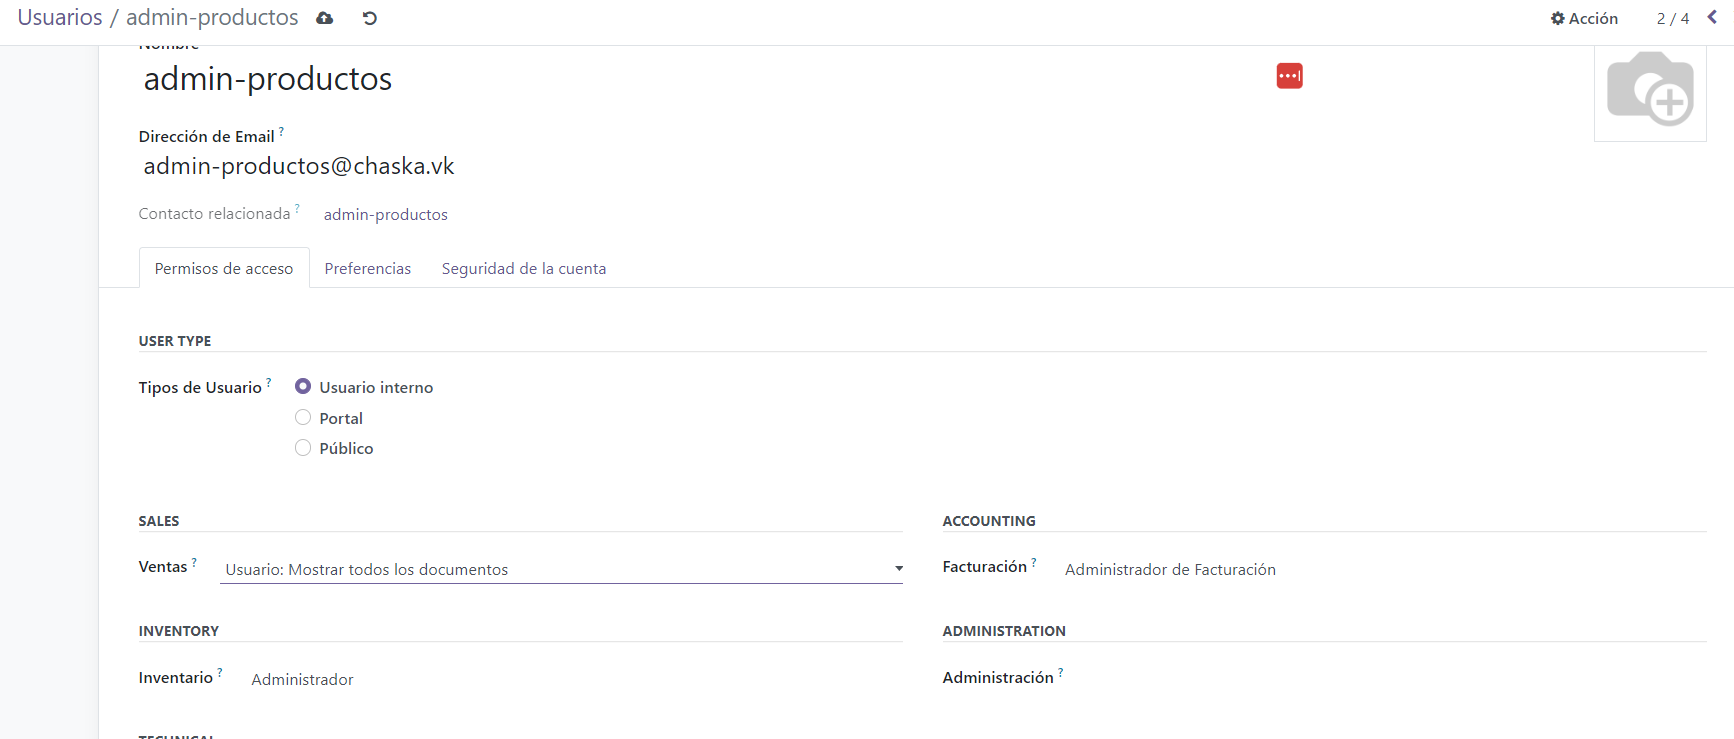 Usuarios / admin-productos
Acción
2 / 4
Nombre
admin-productos
Dirección de Email ?
admin-productos@chaska.vk
Contacto relacionada ? admin-productos
Permisos de acceso Preferencias Seguridad de la cuenta
USER TYPE
Tipos de Usuario ? Usuario interno
Portal
Público
SALES
Ventas ? Usuario: Mostrar todos los documentos
ACCOUNTING
Facturación ? Administrador de Facturación
INVENTORY
Inventario ? Administrador
ADMINISTRATION
Administración ?
TECHNICAL